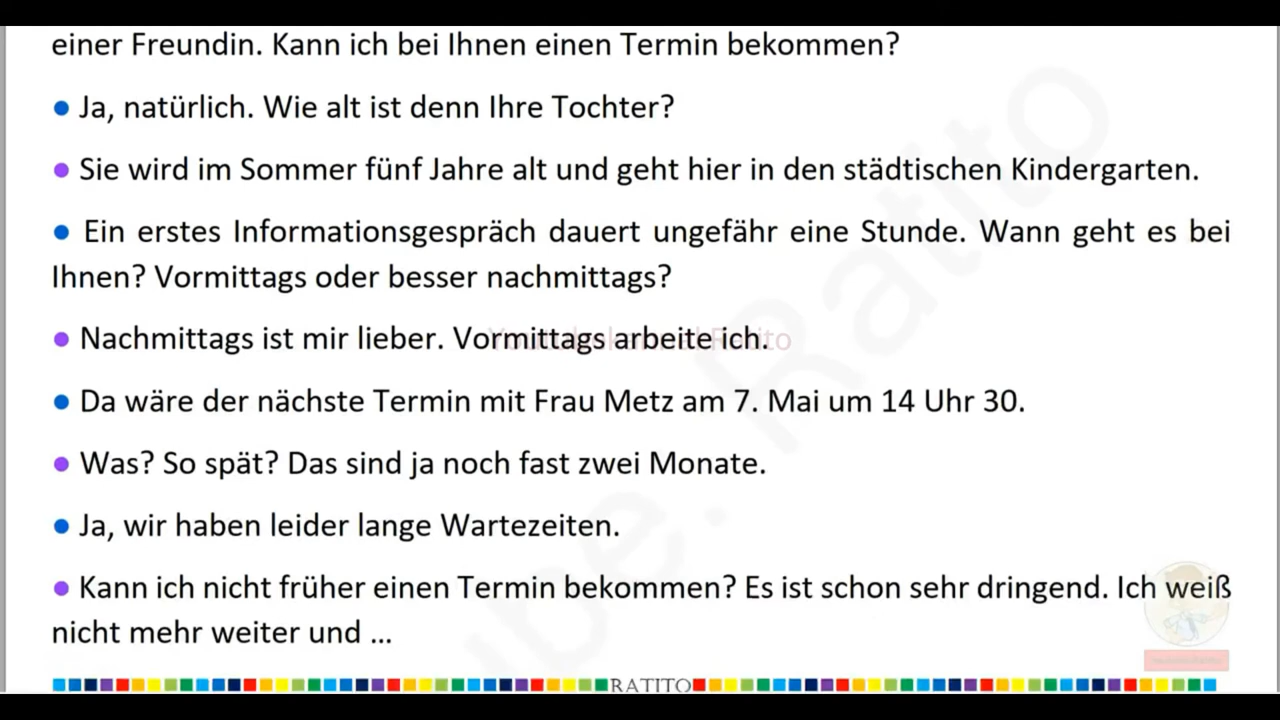 einer Freundin. Kann ich bei Ihnen einen Termin bekommen?
● Ja, natürlich. Wie alt ist denn Ihre Tochter?
● Sie wird im Sommer fünf Jahre alt und geht hier in den städtischen Kindergarten.
● Ein erstes Informationsgespräch dauert ungefähr eine Stunde. Wann geht es bei
Ihnen? Vormittags oder besser nachmittags?
● Nachmittags ist mir lieber. Vormittags arbeite ich.
● Da wäre der nächste Termin mit Frau Metz am 7. Mai um 14 Uhr 30.
● Was? So spät? Das sind ja noch fast zwei Monate.
● Ja, wir haben leider lange Wartezeiten.
● Kann ich nicht früher einen Termin bekommen? Es ist schon sehr dringend. Ich weiß
nicht mehr weiter und ...
RATITO